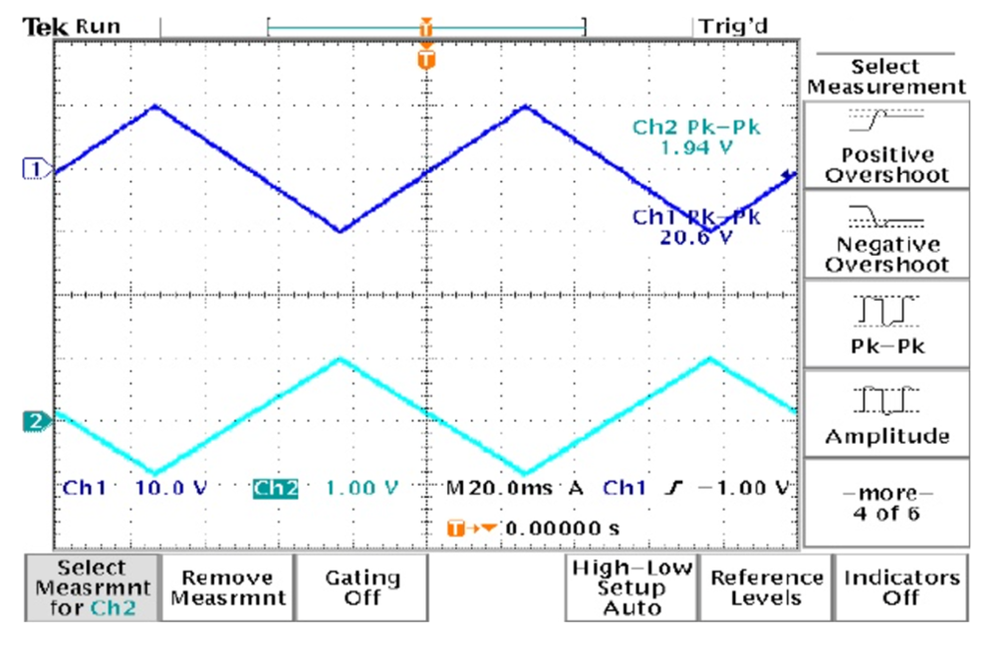 Tek Run
Trig'd
T
T
Select
Measurement
Ch2 Pk–Pk
1.94 V
Positive
Overshoot
1
Ch1 Pk–Pk
20.6 V
Negative
Overshoot
Pk–Pk
2
Amplitude
Ch1 10.0 V Ch2 1.00 V M20.0ms A Ch1 –1.00 V
T 0.00000 s
–more–
4 of 6
Select
Measrmnt
for Ch2
Remove
Measrmnt
Gating
Off
High–Low
Setup
Auto
Reference
Levels
Indicators
Off